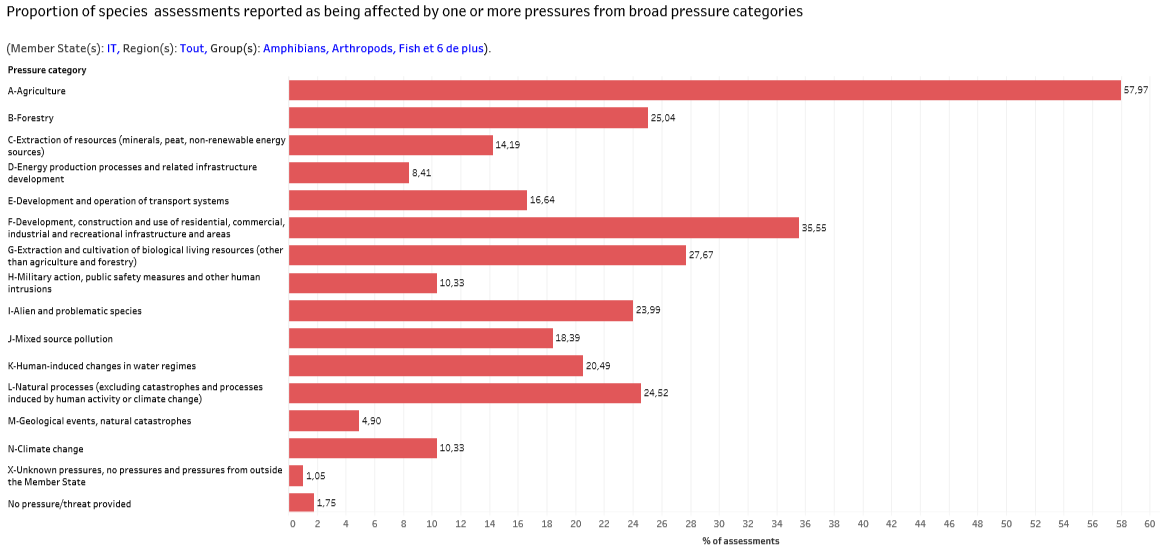 Proportion of species assessments reported as being affected by one or more pressures from broad pressure categories
(Member State(s): IT, Region(s): Tout, Group(s): Amphibians, Arthropods, Fish et 6 de plus).
Pressure category
A-Agriculture
57,97
B-Forestry
25,04
C-Extraction of resources (minerals, peat, non-renewable energy
sources)
14,19
D-Energy production processes and related infrastructure
development
8,41
E-Development and operation of transport systems
16,64
F-Development, construction and use of residential, commercial,
industrial and recreational infrastructure and areas
35,55
G-Extraction and cultivation of biological living resources (other
than agriculture and forestry)
27,67
H-Military action, public safety measures and other human
intrusions
10,33
I-Alien and problematic species
23,99
J-Mixed source pollution
18,39
K-Human-induced changes in water regimes
20,49
L-Natural processes (excluding catastrophes and processes
induced by human activity or climate change)
24,52
M-Geological events, natural catastrophes
4,90
N-Climate change
10,33
X-Unknown pressures, no pressures and pressures from outside
the Member State
1,05
No pressure/threat provided
1,75
0 2 4 6 8 10 12 14 16 18 20 22 24 26 28 30 32 34 36 38 40 42 44 46 48 50 52 54 56 58 60
% of assessments